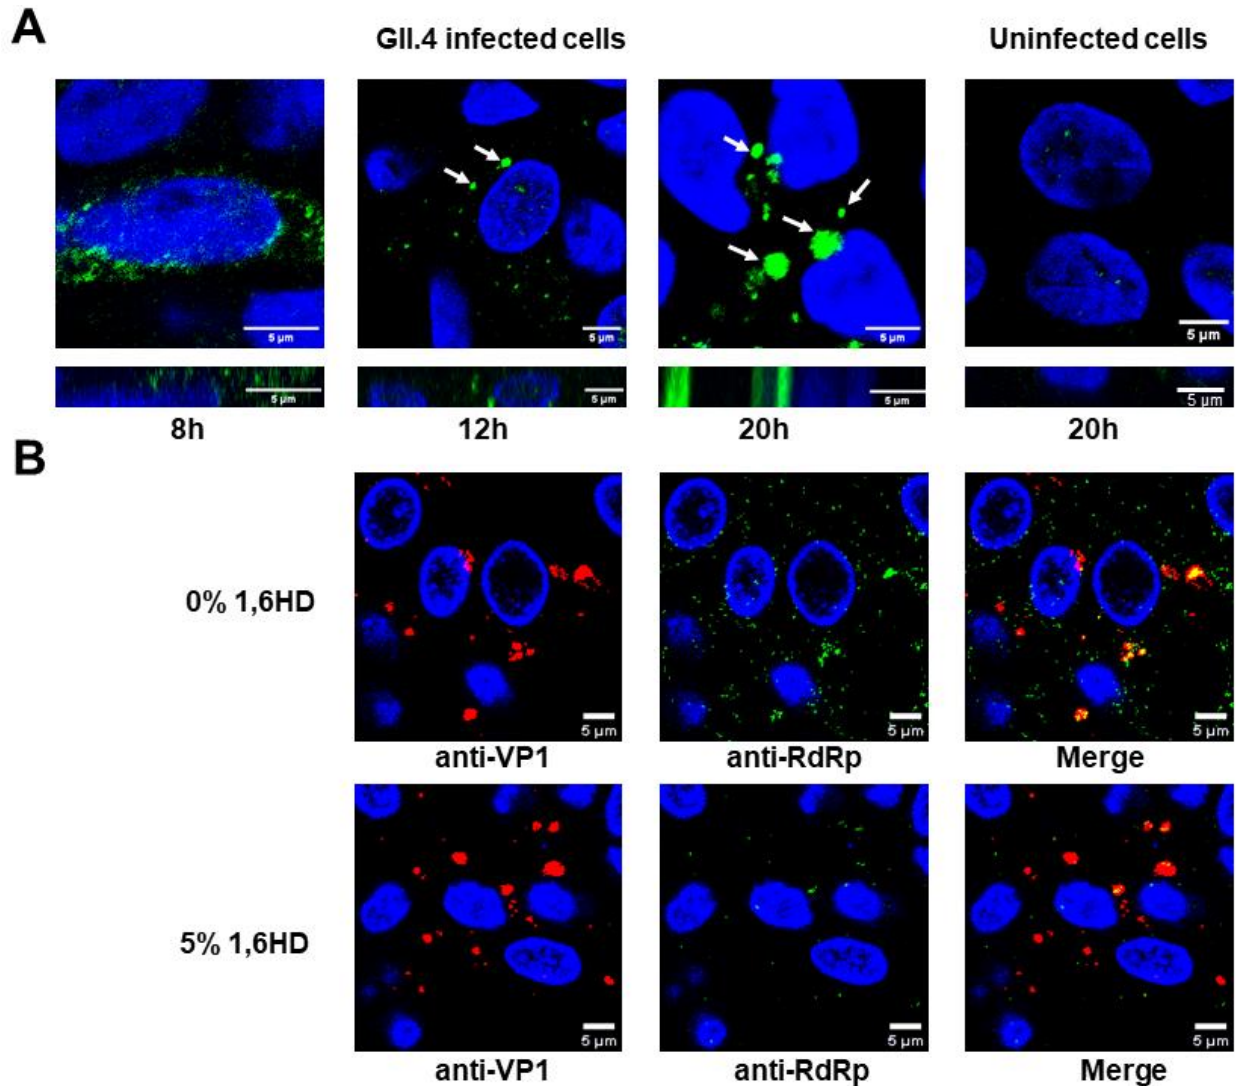 A
GII.4 infected cells
Uninfected cells
5 µm
5 µm
5 µm
5 µm
5 µm
5 µm
5 µm
5 µm
8h
12h
20h
20h
B
0% 1,6HD
5 µm
5 µm
5 µm
anti-VP1
anti-RdRp
Merge
5% 1,6HD
5 µm
5 µm
5 µm
anti-VP1
anti-RdRp
Merge